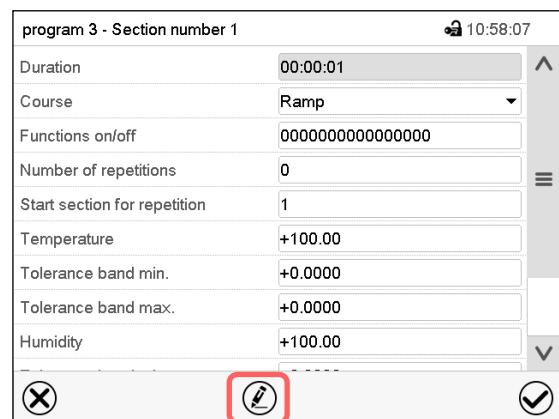 program 3 - Section number 1 10:58:07
Duration 00:00:01
Course Ramp
Functions on/off 0000000000000000
Number of repetitions 0
Start section for repetition 1
Temperature +100.00
Tolerance band min. +0.0000
Tolerance band max. +0.0000
Humidity +100.00